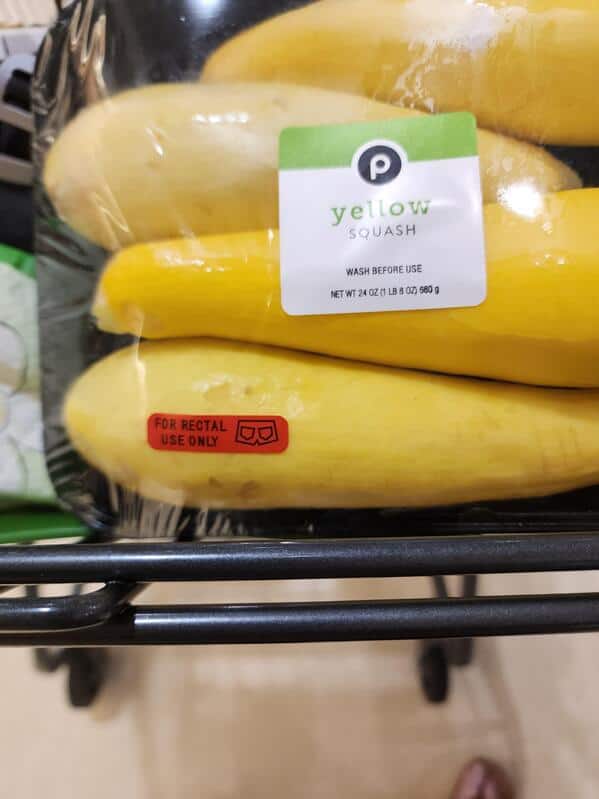 p
yellow
SQUASH
WASH BEFORE USE
NET WT 24 OZ (1 LB 8 OZ) 680 g
FOR RECTAL
USE ONLY